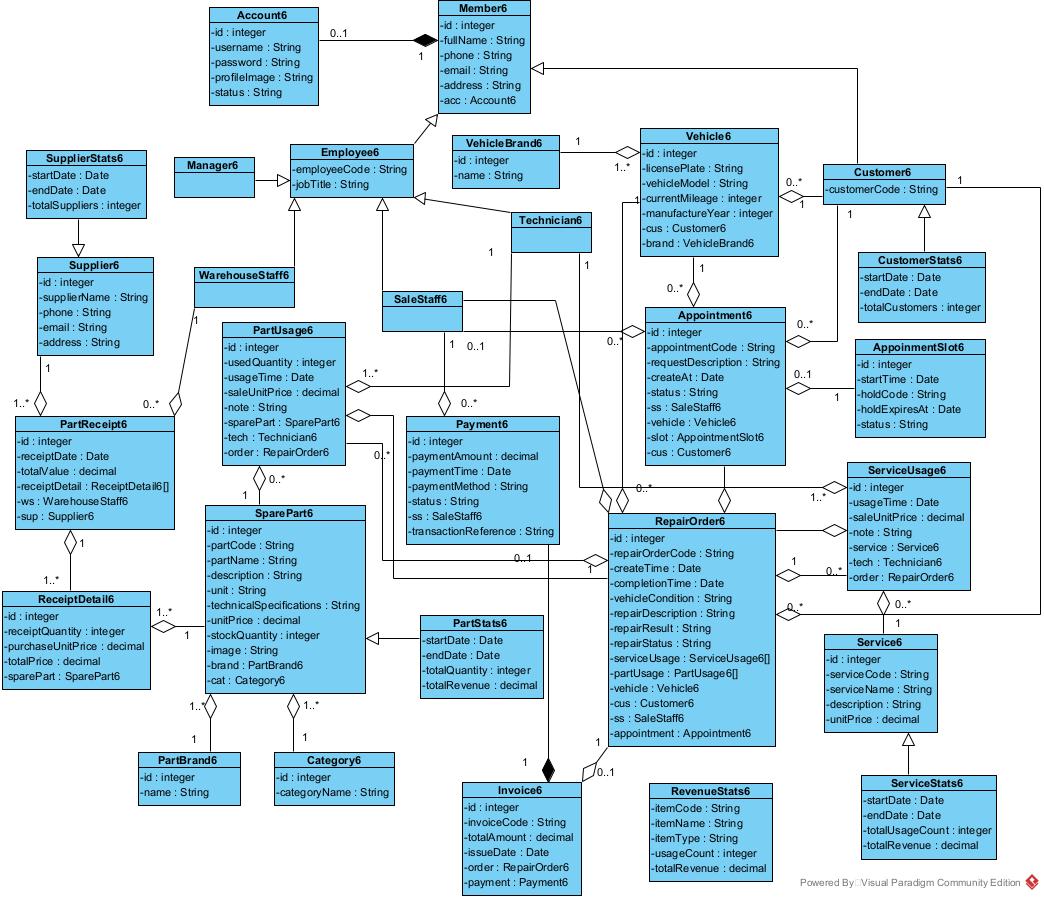 Account6
-id : integer
-username : String
-password : String
-profileImage : String
-status : String
0..1
1
Member6
-id : integer
-fullName : String
-phone : String
-email : String
-address : String
-acc : Account6
SupplierStats6
-startDate : Date
-endDate : Date
-totalSuppliers : integer
Manager6
Employee6
-employeeCode : String
-jobTitle : String
VehicleBrand6
-id : integer
-name : String
1
1..*
Vehicle6
-id : integer
-licensePlate : String
-vehicleModel : String
-currentMileage : integer
-manufactureYear : integer
-cus : Customer6
-brand : VehicleBrand6
1
0..*
1
Customer6
-customerCode : String
1
1
Technician6
1
1
Supplier6
-id : integer
-supplierName : String
-phone : String
-email : String
-address : String
1
1..*
WarehouseStaff6
1
0..*
SaleStaff6
1
0..1
0..*
0..*
CustomerStats6
-startDate : Date
-endDate : Date
-totalCustomers : integer
1
0..*
PartUsage6
-id : integer
-usedQuantity : integer
-usageTime : Date
-saleUnitPrice : decimal
-note : String
-sparePart : SparePart6
-tech : Technician6
-order : RepairOrder6
1..*
0..*
0..*
1
Appointment6
-id : integer
-appointmentCode : String
-requestDescription : String
-createAt : Date
-status : String
-ss : SaleStaff6
-vehicle : Vehicle6
-slot : AppointmentSlot6
-cus : Customer6
0..*
0..1
1
AppoinmentSlot6
-id : integer
-startTime : Date
-holdCode : String
-holdExpiresAt : Date
-status : String
PartReceipt6
-id : integer
-receiptDate : Date
-totalValue : decimal
-receiptDetail : ReceiptDetail6[]
-ws : WarehouseStaff6
-sup : Supplier6
1
1..*
Payment6
-id : integer
-paymentAmount : decimal
-paymentTime : Date
-paymentMethod : String
-status : String
-ss : SaleStaff6
-transactionReference : String
0..1
1
ServiceUsage6
-id : integer
-usageTime : Date
-saleUnitPrice : decimal
-note : String
-service : Service6
-tech : Technician6
-order : RepairOrder6
1..*
0..*
1
0..*
0..*
0..*
1
SparePart6
-id : integer
-partCode : String
-partName : String
-description : String
-unit : String
-technicalSpecifications : String
-unitPrice : decimal
-stockQuantity : integer
-image : String
-brand : PartBrand6
-cat : Category6
RepairOrder6
-id : integer
-repairOrderCode : String
-createTime : Date
-completionTime : Date
-vehicleCondition : String
-repairDescription : String
-repairResult : String
-repairStatus : String
-serviceUsage : ServiceUsage6[]
-partUsage : PartUsage6[]
-vehicle : Vehicle6
-cus : Customer6
-ss : SaleStaff6
-appointment : Appointment6
ReceiptDetail6
-id : integer
-receiptQuantity : integer
-purchaseUnitPrice : decimal
-totalPrice : decimal
-sparePart : SparePart6
1..*
1
PartStats6
-startDate : Date
-endDate : Date
-totalQuantity : integer
-totalRevenue : decimal
Service6
-id : integer
-serviceCode : String
-serviceName : String
-description : String
-unitPrice : decimal
1..*
1
1..*
1
PartBrand6
-id : integer
-name : String
Category6
-id : integer
-categoryName : String
1
1
0..1
Invoice6
-id : integer
-invoiceCode : String
-totalAmount : decimal
-issueDate : Date
-order : RepairOrder6
-payment : Payment6
RevenueStats6
-itemCode : String
-itemName : String
-itemType : String
-usageCount : integer
-totalRevenue : decimal
ServiceStats6
-startDate : Date
-endDate : Date
-totalUsageCount : integer
-totalRevenue : decimal
Powered By Visual Paradigm Community Edition